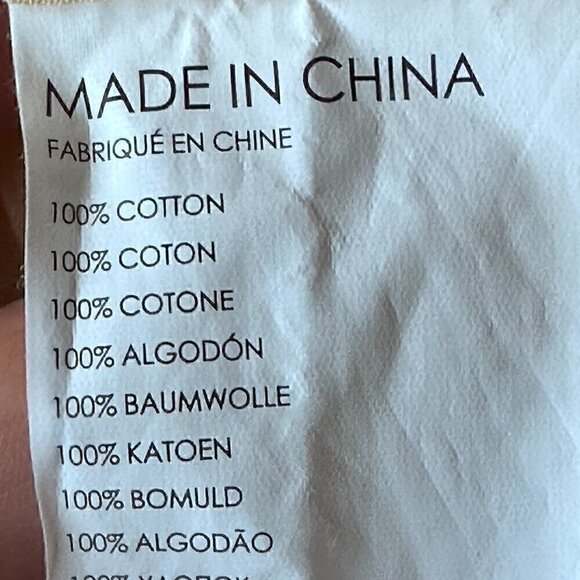 MADE IN CHINA
FABRIQUÉ EN CHINE
100% COTTON
100% COTON
100% COTONE
100% ALGODÓN
100% BAUMWOLLE
100% KATOEN
100% BOMULD
100% ALGODÃO
100%